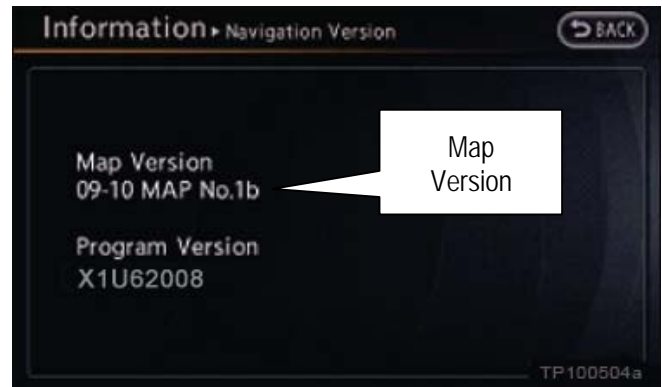 Information ▸ Navigation Version
BACK
Map Version
09-10 MAP No.1b
Map
Version
Program Version
X1U62008
TP100504a